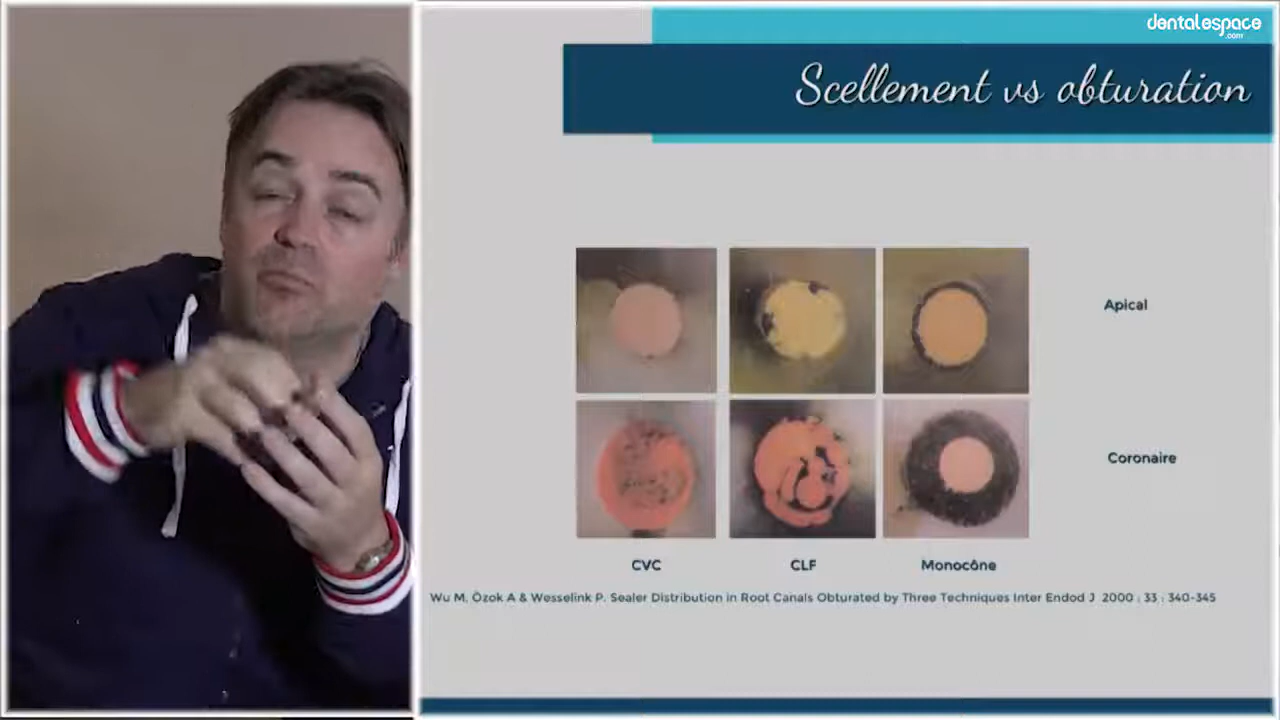 dentalespace
.com
Scellement vs obturation
Apical
Coronaire
CVC CLF Monocône
Wu M, Özok A & Wesselink P. Sealer Distribution in Root Canals Obturated by Three Techniques Inter Endod J 2000 ; 33 : 340-345